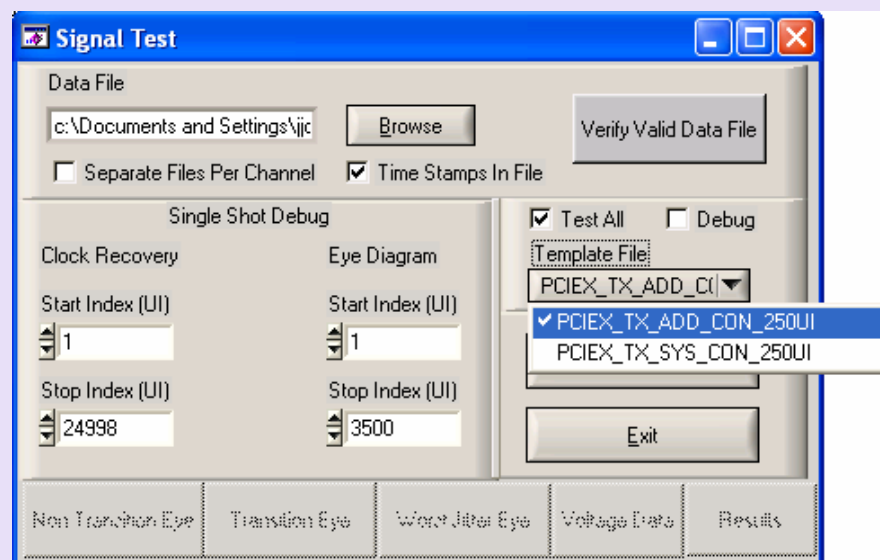 Signal Test
Data File
c:\Documents and Settings\jjc
Browse
Verify Valid Data File
Separate Files Per Channel
Time Stamps In File
Single Shot Debug
Test All
Debug
Clock Recovery
Eye Diagram
Template File
PCIEX_TX_ADD_C(
Start Index (UI)
Start Index (UI)
PCIEX_TX_ADD_CON_250UI
1
1
PCIEX_TX_SYS_CON_250UI
Stop Index (UI)
Stop Index (UI)
24998
3500
Exit
Non Transition Eye
Transition Eye
Worst Jitter Eye
Voltage Data
Results